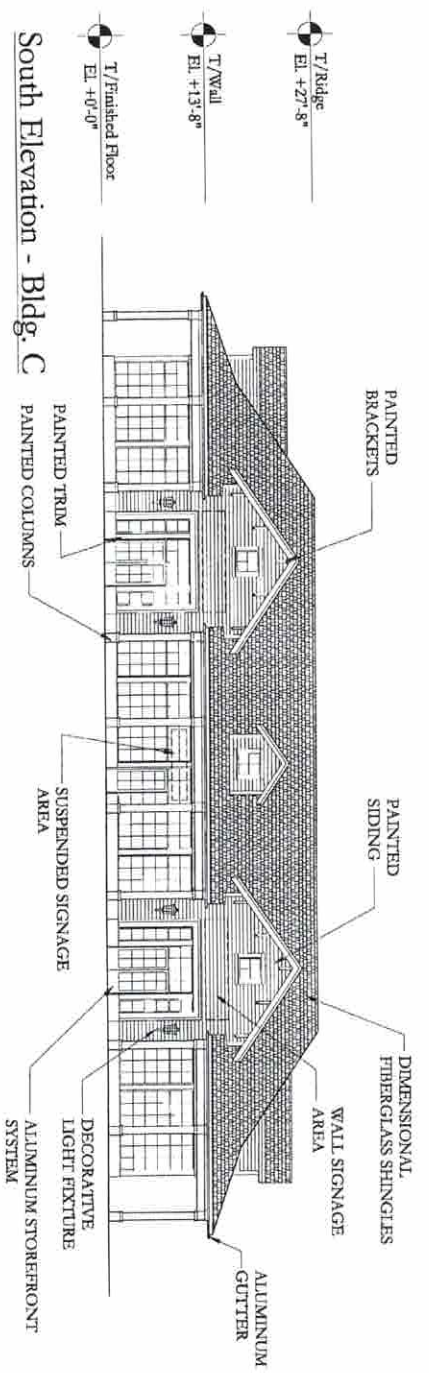 T/Ridge
El. +27'-8"
T/Wall
El. +13'-8"
T/Finished Floor
El. +0'-0"
PAINTED
BRACKETS
PAINTED
SIDING
DIMENSIONAL
FIBERGLASS SHINGLES
WALL SIGNAGE
AREA
ALUMINUM
GUTTER
PAINTED TRIM
PAINTED COLUMNS
SUSPENDED SIGNAGE
AREA
DECORATIVE
LIGHT FIXTURE
ALUMINUM STOREFRONT
SYSTEM
South Elevation - Bldg. C